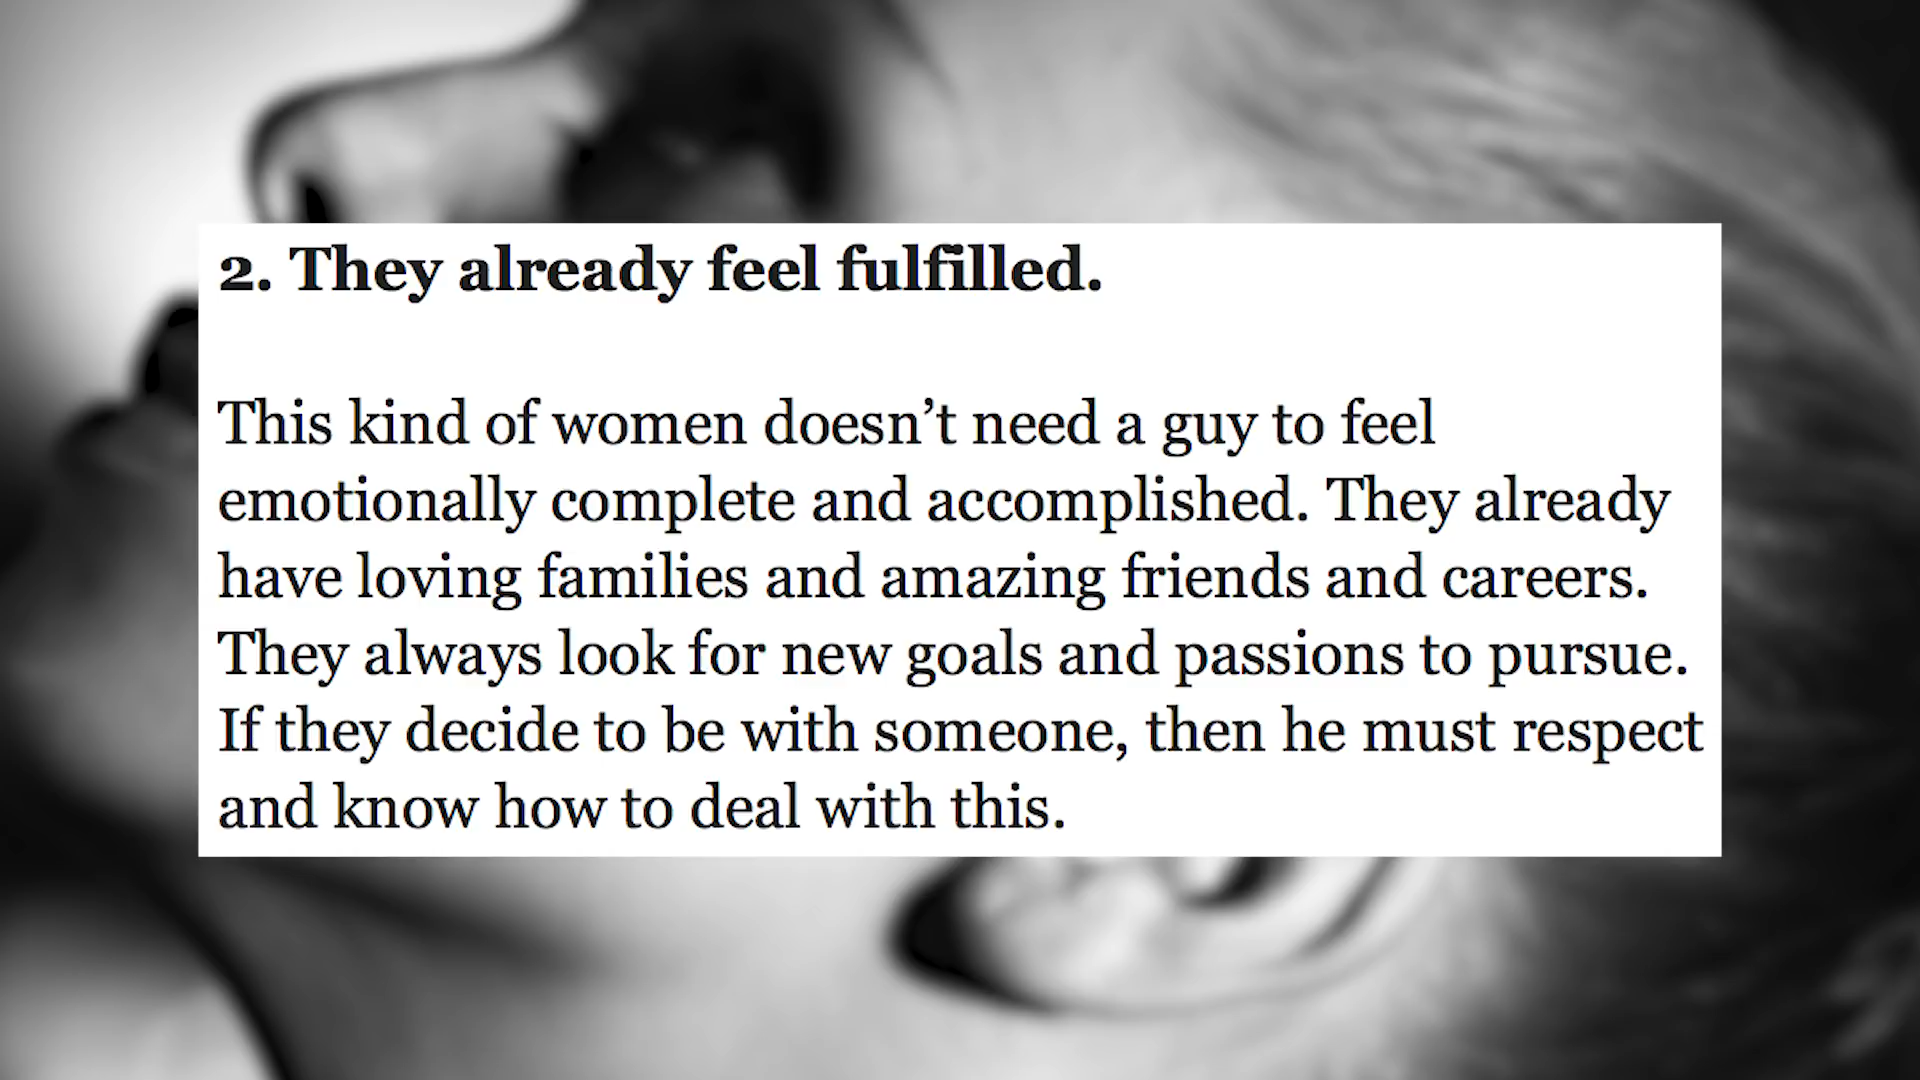 2. They already feel fulfilled.
This kind of women doesn’t need a guy to feel
emotionally complete and accomplished. They already
have loving families and amazing friends and careers.
They always look for new goals and passions to pursue.
If they decide to be with someone, then he must respect
and know how to deal with this.